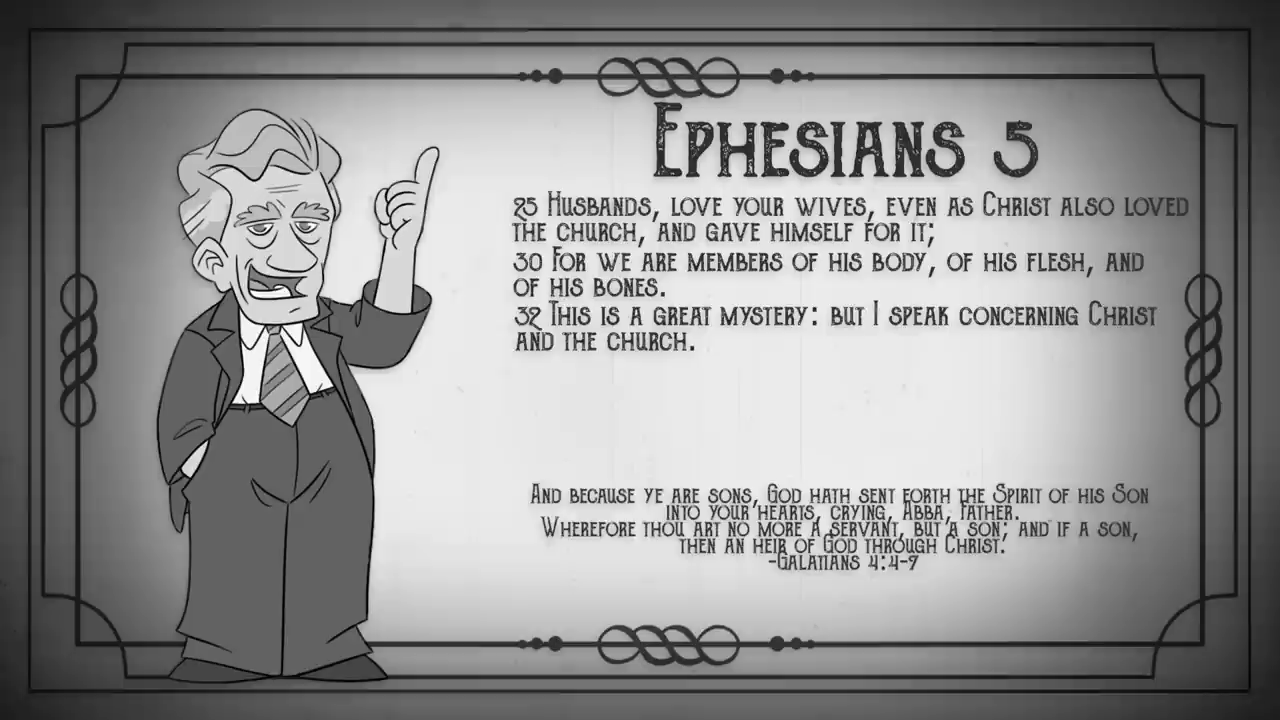 Ephesians 5
25 Husbands, love your wives, even as Christ also loved
the church, and gave himself for it;
30 For we are members of his body, of his flesh, and
of his bones.
32 This is a great mystery: but I speak concerning Christ
and the church.
And because ye are sons, God hath sent forth the Spirit of his Son
into your hearts, crying, Abba, Father.
Wherefore thou art no more a servant, but a son; and if a son,
then an heir of God through Christ.
-Galatians 4:4-7